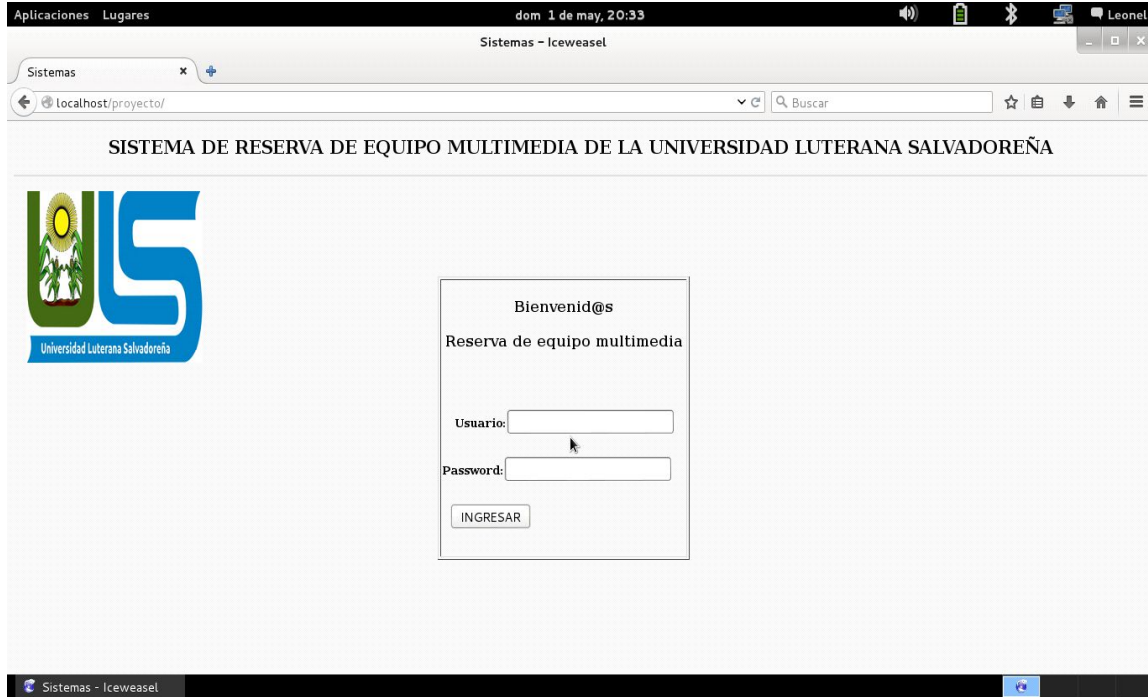 Aplicaciones Lugares dom 1 de may, 20:33 Leonel
Sistemas - Iceweasel
Sistemas
localhost/proyecto/ Buscar
SISTEMA DE RESERVA DE EQUIPO MULTIMEDIA DE LA UNIVERSIDAD LUTERANA SALVADOREÑA
ULS
Universidad Luterana Salvadoreña
Bienvenid@s
Reserva de equipo multimedia
Usuario:
Password:
INGRESAR
Sistemas - Iceweasel